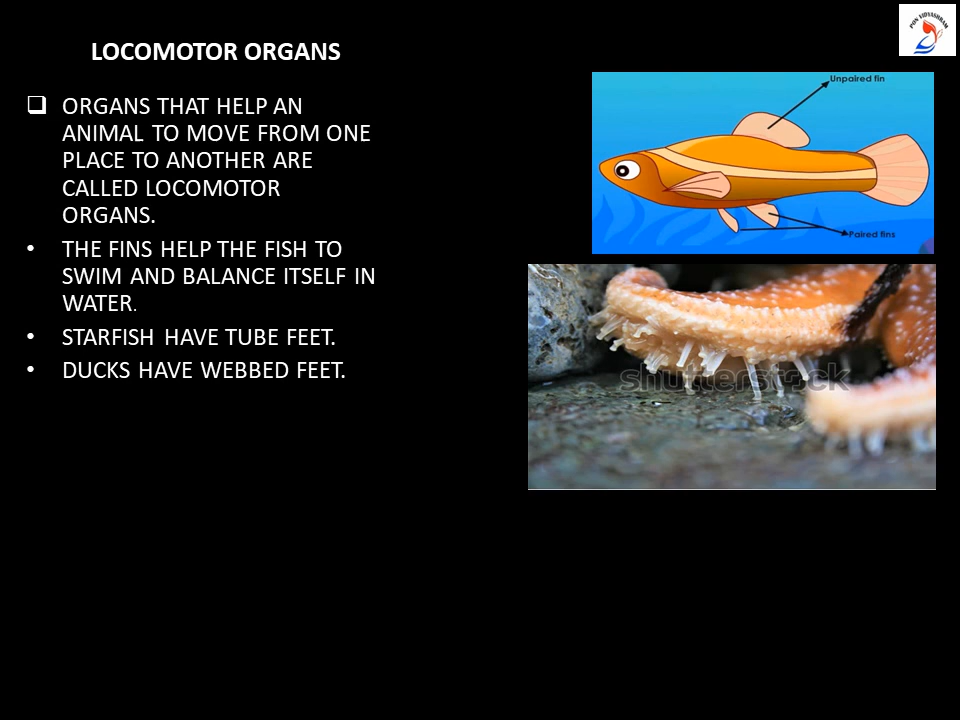 LOCOMOTOR ORGANS
❑ ORGANS THAT HELP AN
ANIMAL TO MOVE FROM ONE
PLACE TO ANOTHER ARE
CALLED LOCOMOTOR
ORGANS.
• THE FINS HELP THE FISH TO
SWIM AND BALANCE ITSELF IN
WATER.
• STARFISH HAVE TUBE FEET.
• DUCKS HAVE WEBBED FEET.
PON VIDYASHRAM
Unpaired fin
Paired fins
shutterstock